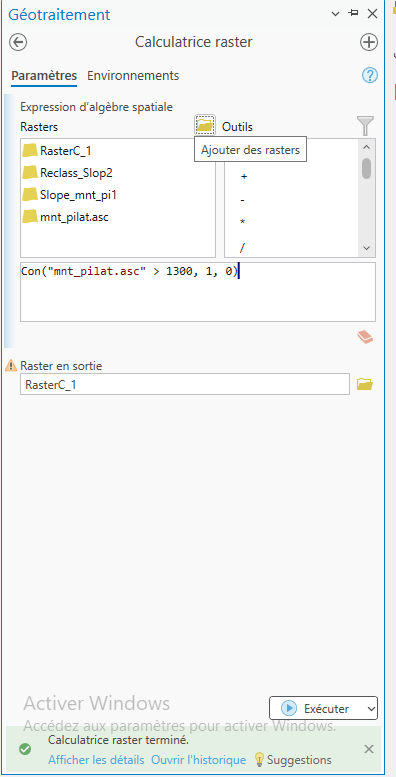 Géotraitement
Calculatrice raster
Paramètres Environnements
Expression d'algèbre spatiale
Rasters Outils
Ajouter des rasters
RasterC_1
Reclass_Slop2
Slope_mnt_pi1
mnt_pilat.asc
+
-
*
/
Con("mnt_pilat.asc" > 1300, 1, 0)
Raster en sortie
RasterC_1
Activer Windows
Accédez aux paramètres pour activer Windows.
Exécuter
Calculatrice raster terminé.
Afficher les détails Ouvrir l'historique Suggestions